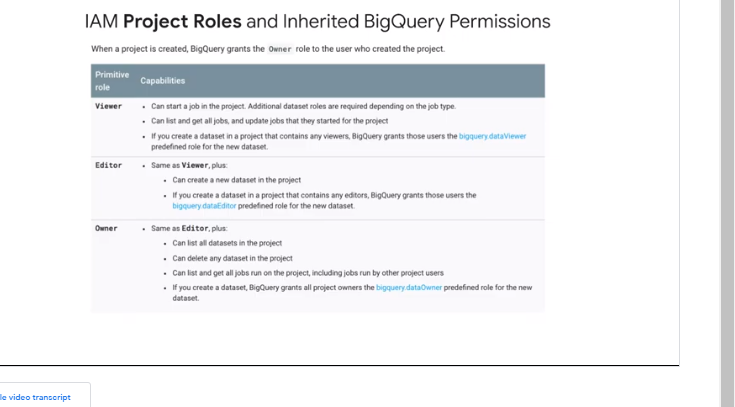 IAM Project Roles and Inherited BigQuery Permissions
When a project is created, BigQuery grants the Owner role to the user who created the project.
Primitive
role
Capabilities
Viewer
• Can start a job in the project. Additional dataset roles are required depending on the job type.
• Can list and get all jobs, and update jobs that they started for the project
• If you create a dataset in a project that contains any viewers, BigQuery grants those users the bigquery.dataViewer
predefined role for the new dataset.
Editor
• Same as Viewer, plus:
• Can create a new dataset in the project
• If you create a dataset in a project that contains any editors, BigQuery grants those users the
bigquery.dataEditor predefined role for the new dataset.
Owner
• Same as Editor, plus:
• Can list all datasets in the project
• Can delete any dataset in the project
• Can list and get all jobs run on the project, including jobs run by other project users
• If you create a dataset, BigQuery grants all project owners the bigquery.dataOwner predefined role for the new
dataset.
le video transcript